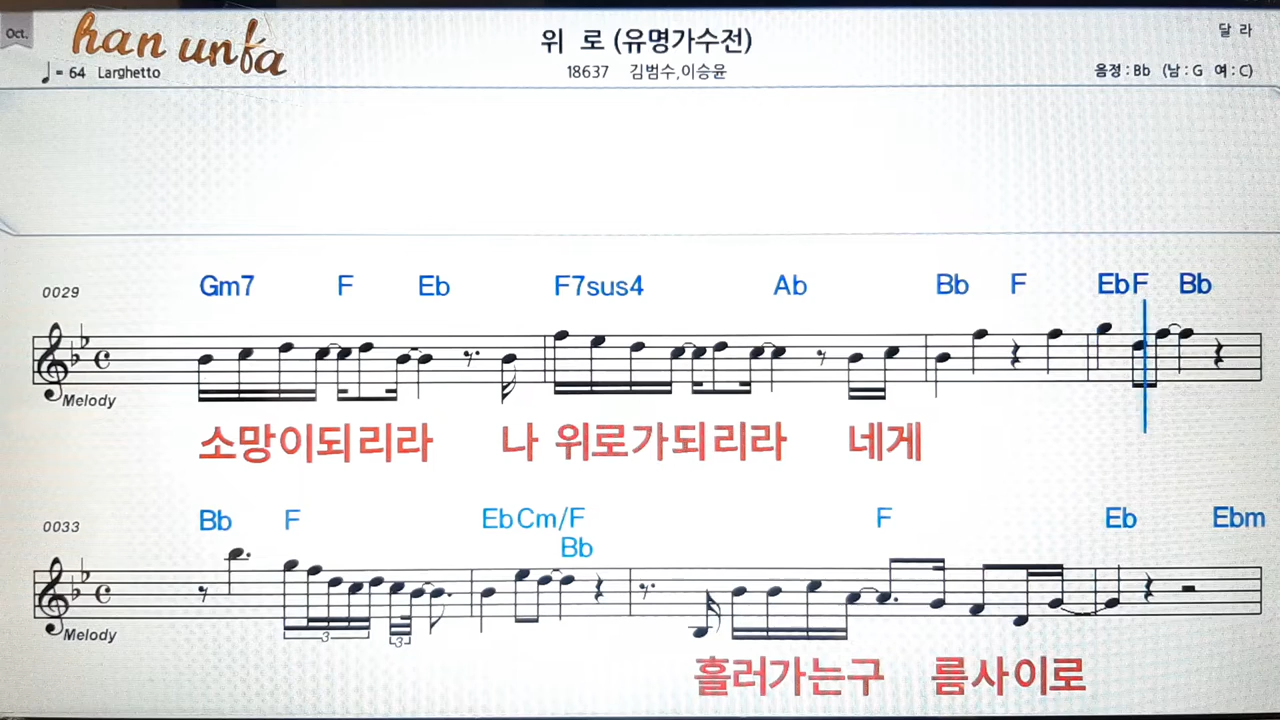 Oct.
han unfa
위 로 (유명가수전)
달 라
♩= 64 Larghetto
18637 김범수,이승윤
음정 : Bb (남 : G 여 : C)
0029
Gm7 F Eb F7sus4 Ab Bb F Eb F Bb
Melody
소망이되리라 나 위로가되리라 네게
0033
Bb F Eb Cm/F F Eb Ebm
Bb
3 3
Melody
흘러가는구 름사이로